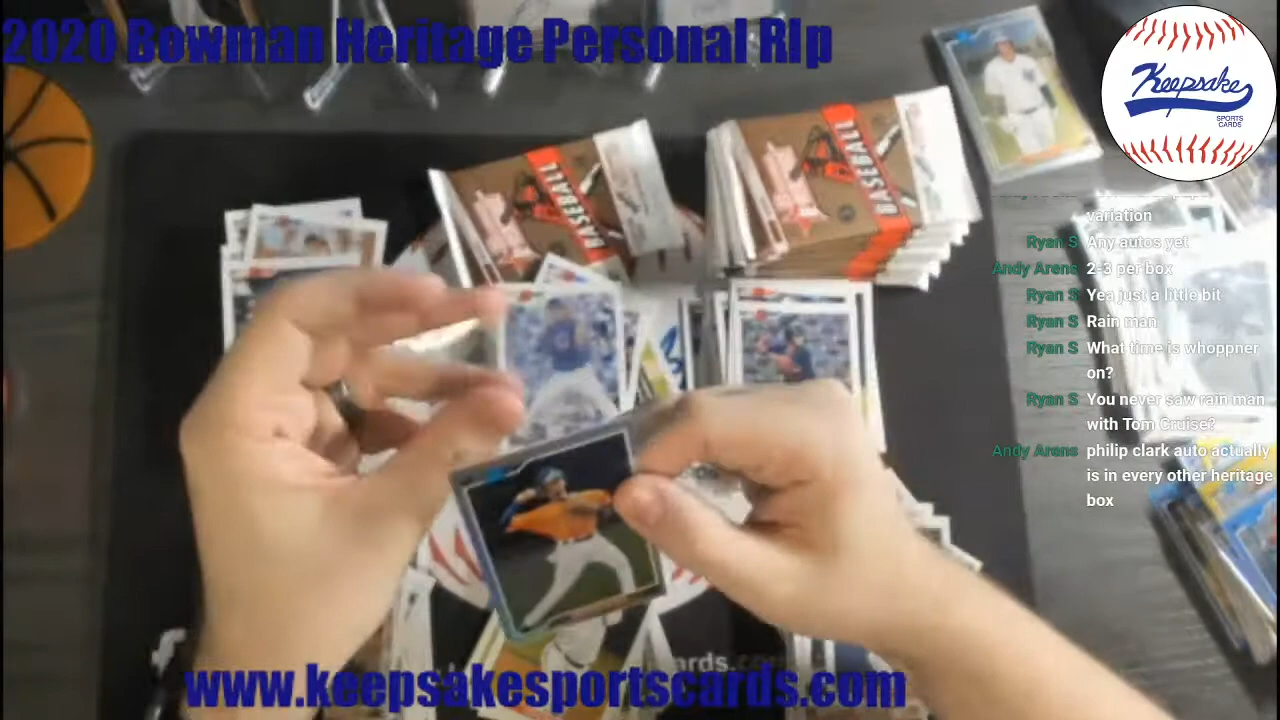 2020 Bowman Heritage Personal RIp
Keepsake
SPORTS
CARDS
BASEBALL
BASEBALL
variation
Ryan S Any autos yet
Andy Arens 2-3 per box
Ryan S Yea just a little bit
Ryan S Rain man
Ryan S What time is whoppner
on?
Ryan S You never saw rain man
with Tom Cruise?
Andy Arens philip clark auto actually
is in every other heritage
box
cards.com
www.keepsakesportscards.com